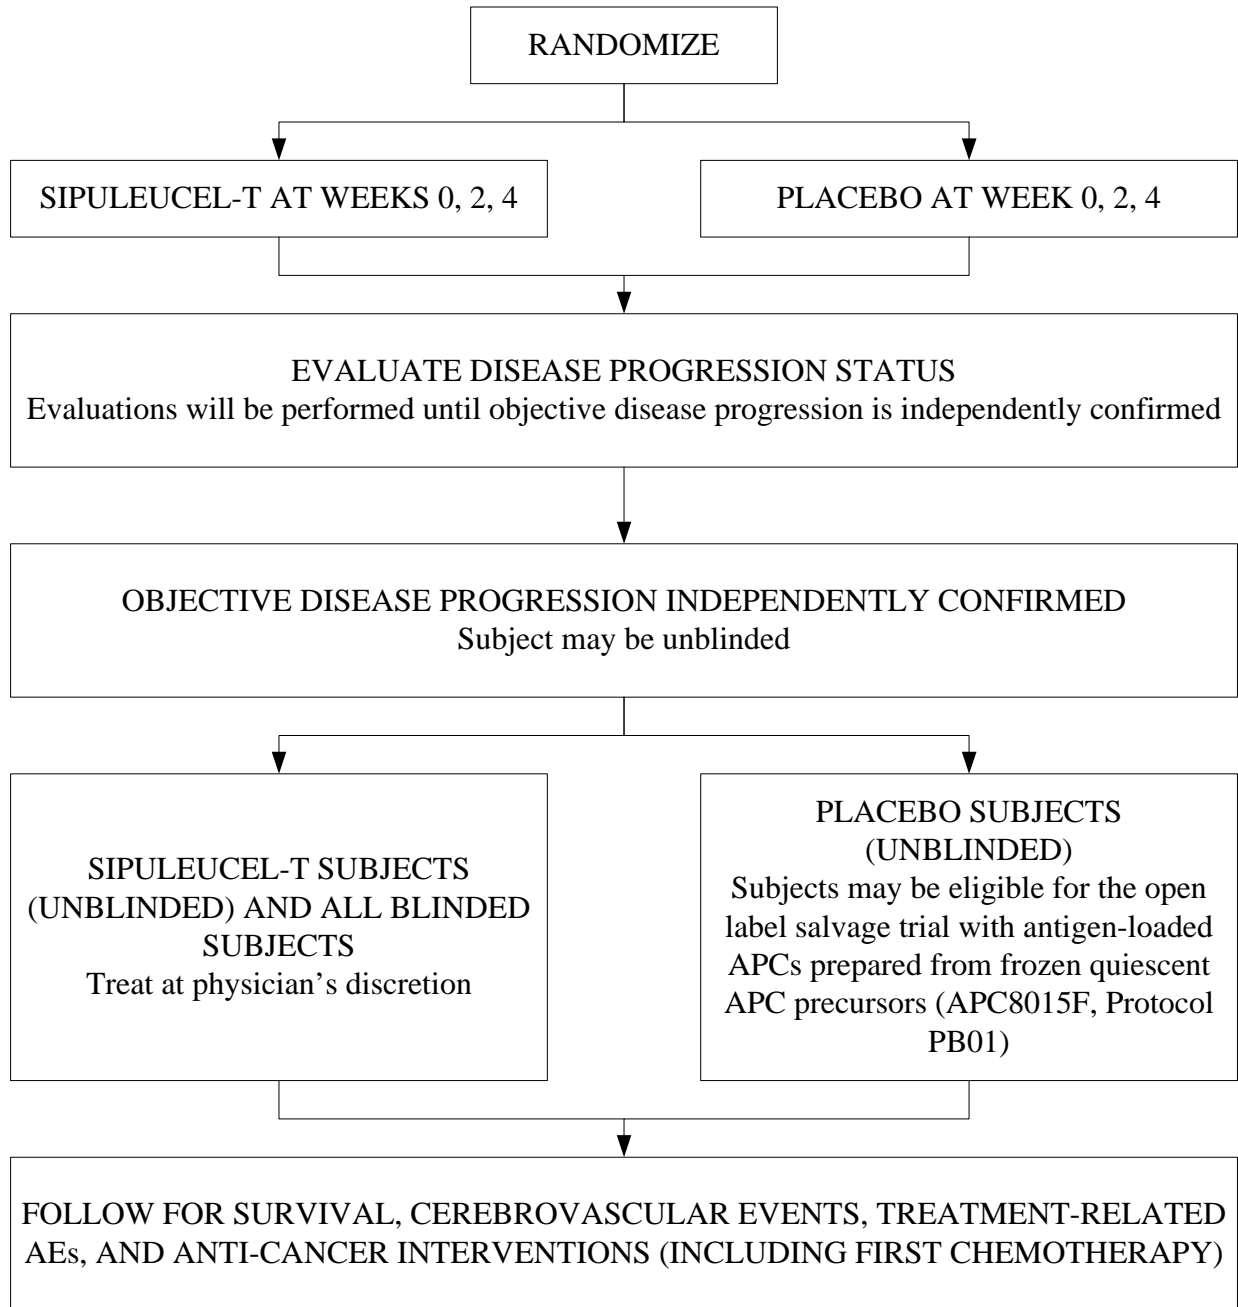 RANDOMIZE
SIPULEUCEL-T AT WEEKS 0, 2, 4
PLACEBO AT WEEK 0, 2, 4
EVALUATE DISEASE PROGRESSION STATUS
Evaluations will be performed until objective disease progression is independently confirmed
OBJECTIVE DISEASE PROGRESSION INDEPENDENTLY CONFIRMED
Subject may be unblinded
SIPULEUCEL-T SUBJECTS
(UNBLINDED) AND ALL BLINDED
SUBJECTS
Treat at physician’s discretion
PLACEBO SUBJECTS
(UNBLINDED)
Subjects may be eligible for the open
label salvage trial with antigen-loaded
APCs prepared from frozen quiescent
APC precursors (APC8015F, Protocol
PB01)
FOLLOW FOR SURVIVAL, CEREBROVASCULAR EVENTS, TREATMENT-RELATED
AEs, AND ANTI-CANCER INTERVENTIONS (INCLUDING FIRST CHEMOTHERAPY)